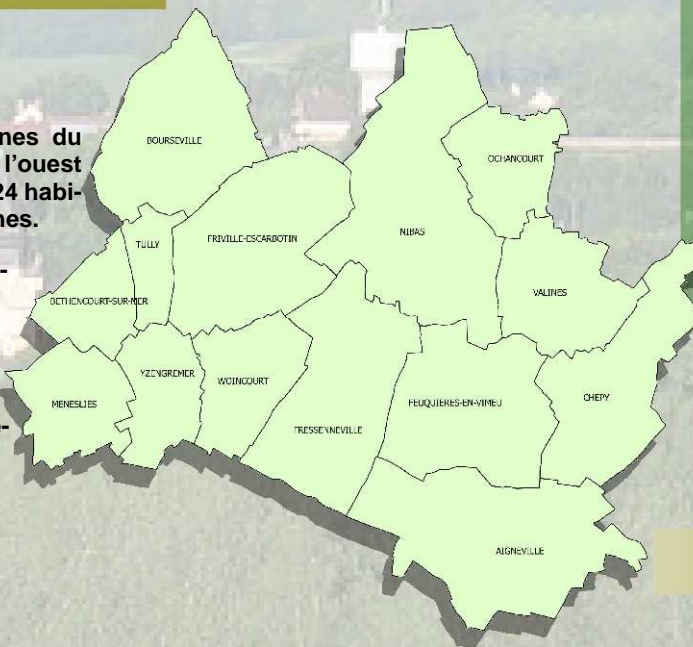 nes du
l'ouest
24 habi-
nes.
-
-
BOURSEVILLE
OCHANCOURT
NIBAS
FRIVILLE-ESCARBOTIN
TULLY
VALINES
BETHENCOURT-SUR-MER
YZENGREMER
WOINCOURT
CHEPY
MENESLIES
FEUQUIERES-EN-VIMEU
FRESSENNEVILLE
AIGNEVILLE